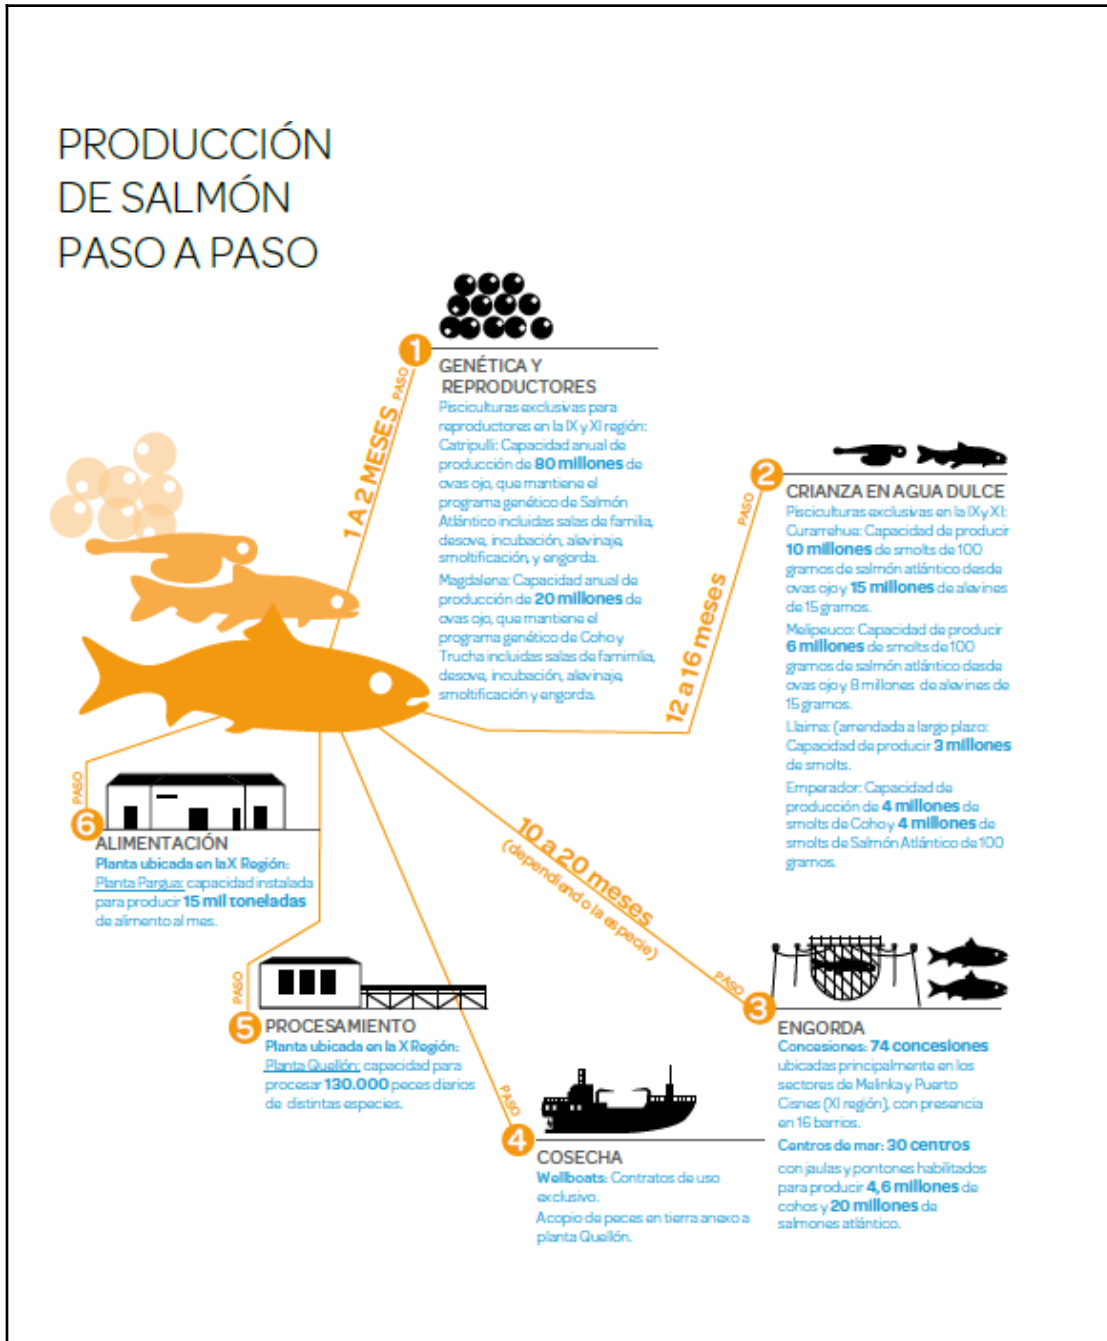 PRODUCCIÓN
DE SALMÓN
PASO A PASO
1 A 2 MESES
PASO
1
GENÉTICA Y
REPRODUCTORES
Pisciculturas exclusivas para
reproductores en la IX y XI región:
Catripulli: Capacidad anual de
producción de 80 millones de
ovas ojo, que mantiene el
programa genético de Salmón
Atlántico incluidas salas de familia,
desove, incubación, alevinaje,
smoltificación, y engorda.
Magdalena: Capacidad anual de
producción de 20 millones de
ovas ojo, que mantiene el
programa genético de Coho y
Trucha incluidas salas de famimlia,
desove, incubación, alevinaje,
smoltificación y engorda.
12 a 16 meses
PASO
2
CRIANZA EN AGUA DULCE
Pisciculturas exclusivas en la IX y XI:
Curarrehue: Capacidad de producir
10 millones de smolts de 100
gramos de salmón atlántico desde
ovas ojo y 15 millones de alevines
de 15 gramos.
Melipeuco: Capacidad de producir
6 millones de smolts de 100
gramos de salmón atlántico desde
ovas ojo y 8 millones de alevines de
15 gramos.
Llaima: (arrendada a largo plazo:
Capacidad de producir 3 millones
de smolts.
Emperador: Capacidad de
producción de 4 millones de
smolts de Coho y 4 millones de
smolts de Salmón Atlántico de 100
gramos.
10 a 20 meses
(dependiendo la especie)
PASO
3
ENGORDA
Concesiones: 74 concesiones
ubicadas principalmente en los
sectores de Melinka y Puerto
Cisnes (XI región), con presencia
en 16 barrios.
Centros de mar: 30 centros
con jaulas y pontones habilitados
para producir 4,6 millones de
cohos y 20 millones de
salmones atlántico.
PASO
4
COSECHA
Wellboats: Contratos de uso
exclusivo.
Acopio de peces en tierra anexo a
planta Quellón.
PASO
5
PROCESAMIENTO
Planta ubicada en la X Región:
Planta Quellón: capacidad para
procesar 130.000 peces diarios
de distintas especies.
PASO
6
ALIMENTACIÓN
Planta ubicada en la X Región:
Planta Pargua: capacidad instalada
para producir 15 mil toneladas
de alimento al mes.